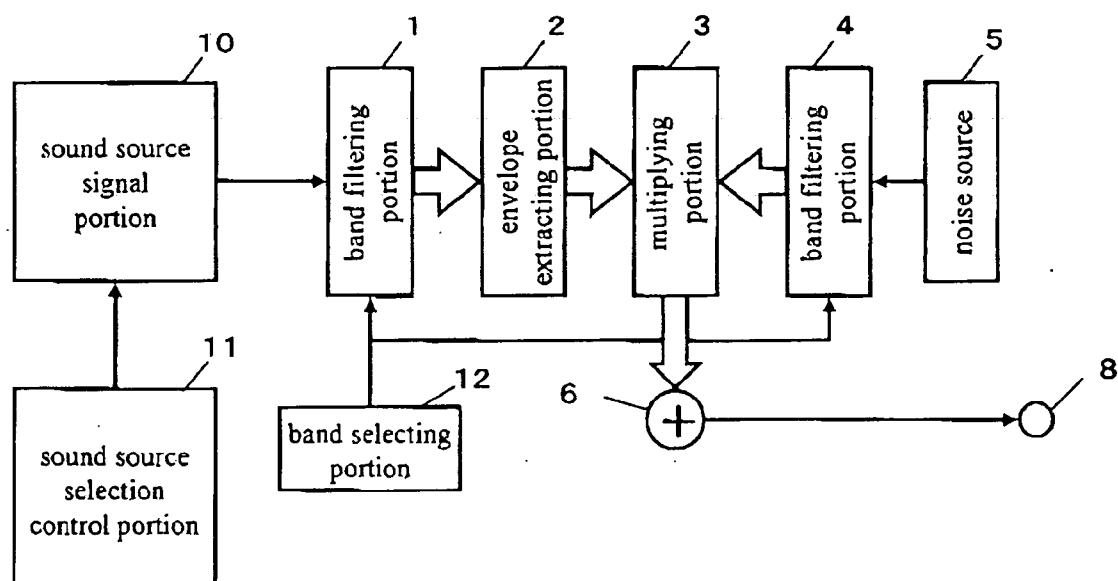 10
1
2
3
4
5
sound source
signal
portion
band filtering
portion
envelope
extracting portion
multiplying
portion
band filtering
portion
noise source
11
12
6
8
+
band selecting
portion
sound source
selection
control portion